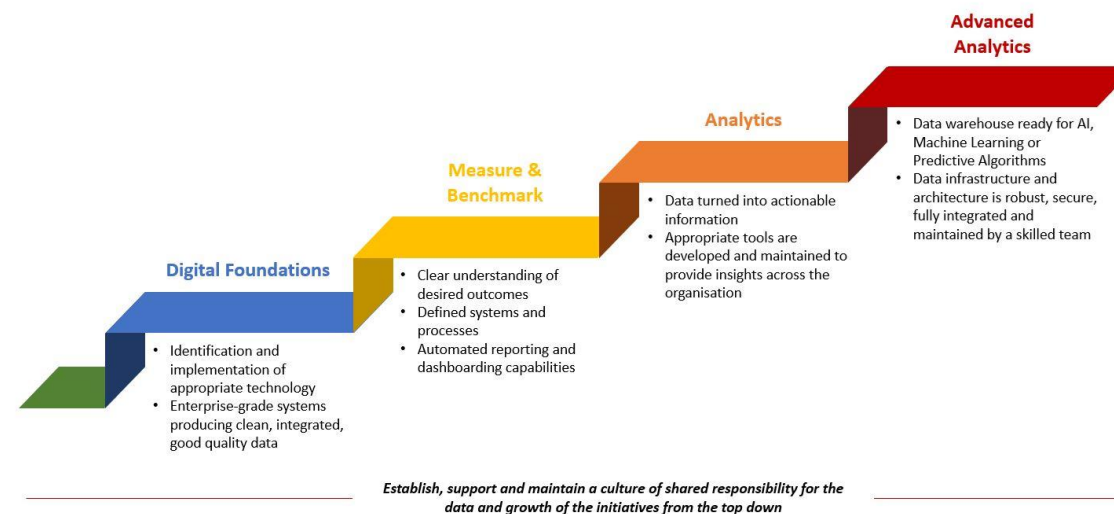 Advanced
Analytics
• Data warehouse ready for AI,
Machine Learning or
Predictive Algorithms
• Data infrastructure and
architecture is robust, secure,
fully integrated and
maintained by a skilled team
Analytics
• Data turned into actionable
information
• Appropriate tools are
developed and maintained to
provide insights across the
organisation
Measure &
Benchmark
• Clear understanding of
desired outcomes
• Defined systems and
processes
• Automated reporting and
dashboarding capabilities
Digital Foundations
• Identification and
implementation of
appropriate technology
• Enterprise-grade systems
producing clean, integrated,
good quality data
Establish, support and maintain a culture of shared responsibility for the
data and growth of the initiatives from the top down